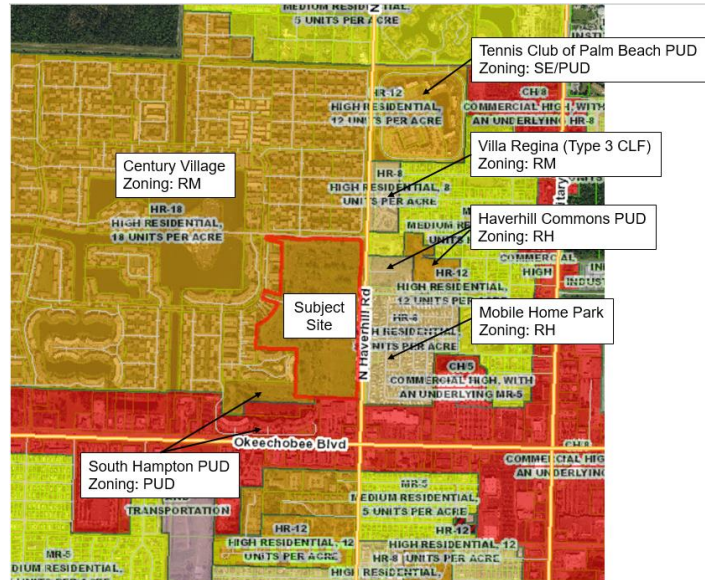 MEDIUM RESIDENTIAL,
5 UNITS PER ACRE
N
Tennis Club of Palm Beach PUD
Zoning: SE/PUD
HR-12
HIGH RESIDENTIAL,
12 UNITS PER ACRE
CH/8
COMMERCIAL HIGH, WITH
AN UNDERLYING HR-8
Villa Regina (Type 3 CLF)
Zoning: RM
Century Village
Zoning: RM
HR-8
HIGH RESIDENTIAL, 8
UNITS PER ACRE
HR-18
HIGH RESIDENTIAL,
18 UNITS PER ACRE
Haverhill Commons PUD
Zoning: RH
HR-12
HIGH RESIDENTIAL,
12 UNITS PER ACRE
COMMERCIAL
HIGH
Subject
Site
N Haverhill Rd
Mobile Home Park
Zoning: RH
HR-8
HIGH RESIDENTIAL,
UNITS PER ACRE
CH/5
COMMERCIAL HIGH, WITH
AN UNDERLYING MR-5
Okeechobee Blvd
CH/8
COMMERCIAL HIG
AN UNDERLYING
South Hampton PUD
Zoning: PUD
TRANSPORTATION
MR-5
MEDIUM RESIDENTIAL,
5 UNITS PER ACRE
HR-12
HIGH RESIDENTIAL, 12
UNITS PER ACRE
HR-12
HIGH RESIDENTIAL, 12
HR-8 UNITS PER ACRE
HIGH RESIDENTIAL,
MR-5
DIUM RESIDENTIAL,